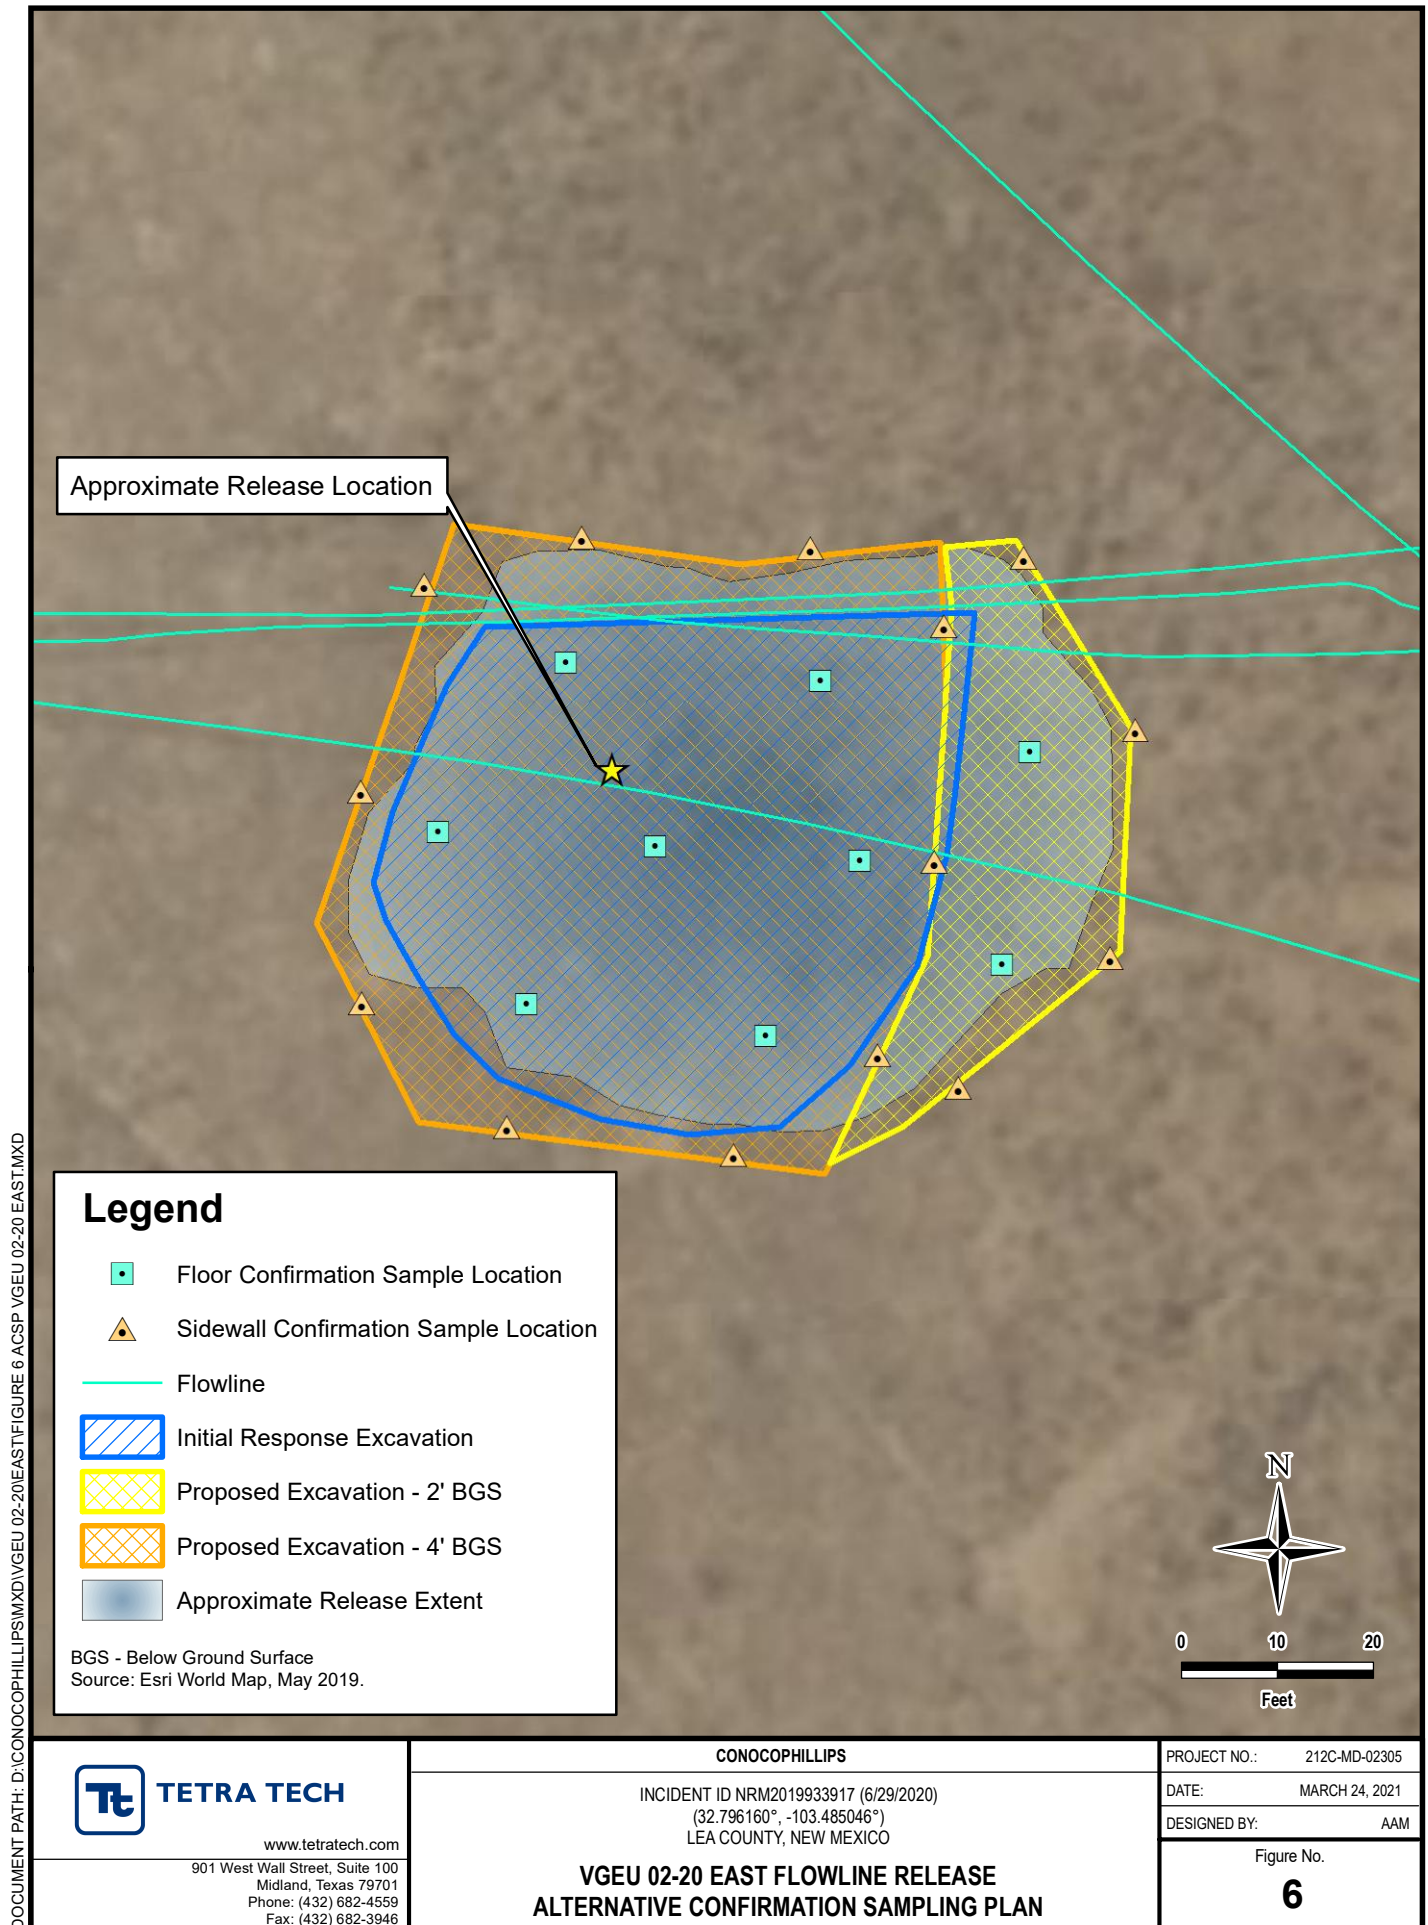 Approximate Release Location
Legend
Floor Confirmation Sample Location
Sidewall Confirmation Sample Location
Flowline
Initial Response Excavation
Proposed Excavation - 2' BGS
Proposed Excavation - 4' BGS
Approximate Release Extent
BGS - Below Ground Surface
Source: Esri World Map, May 2019.
N
0 10 20
Feet
DOCUMENT PATH: D:\CONOCOPHILLIPS\MXD\VGEU 02-20\EAST\FIGURE 6 ACSP VGEU 02-20 EAST.MXD
Tt TETRA TECH
www.tetratech.com
901 West Wall Street, Suite 100
Midland, Texas 79701
Phone: (432) 682-4559
Fax: (432) 682-3946
CONOCOPHILLIPS
INCIDENT ID NRM2019933917 (6/29/2020)
(32.796160°, -103.485046°)
LEA COUNTY, NEW MEXICO
VGEU 02-20 EAST FLOWLINE RELEASE
ALTERNATIVE CONFIRMATION SAMPLING PLAN
PROJECT NO.: 212C-MD-02305
DATE: MARCH 24, 2021
DESIGNED BY: AAM
Figure No.
6